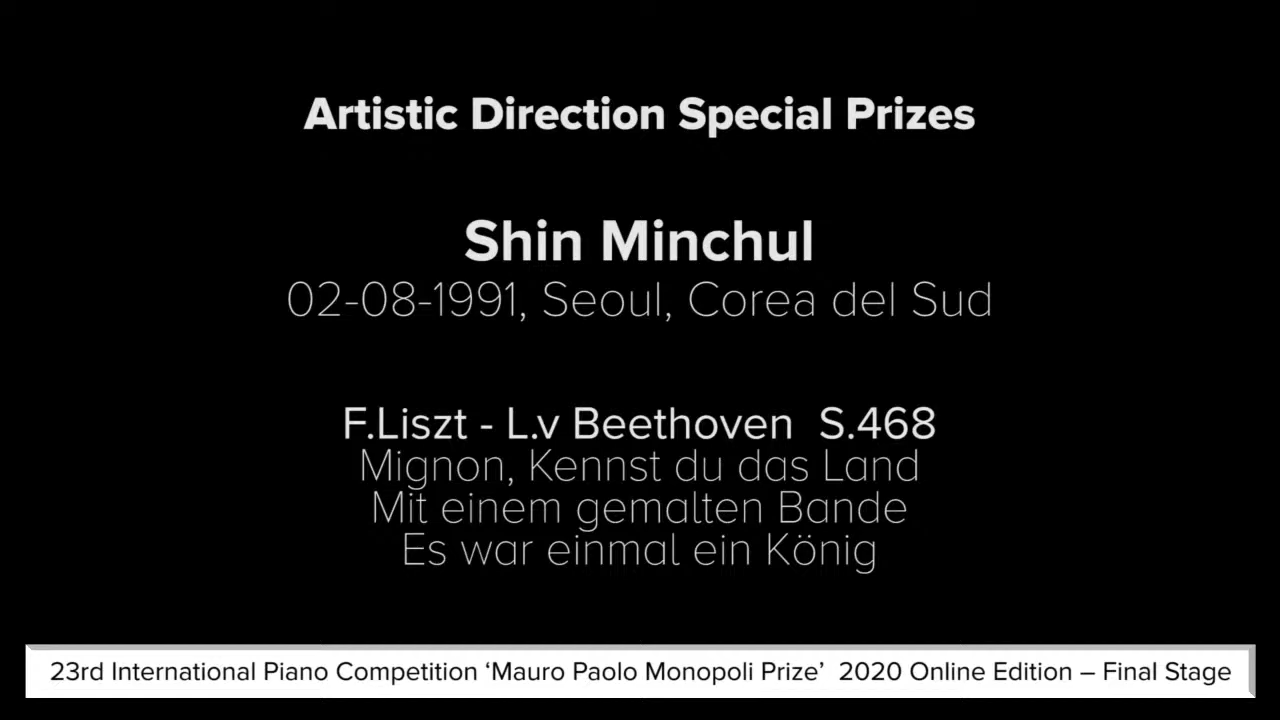 Artistic Direction Special Prizes
Shin Minchul
02-08-1991, Seoul, Corea del Sud
F.Liszt - L.v Beethoven  S.468
Mignon, Kennst du das Land
Mit einem gemalten Bande
Es war einmal ein König
23rd International Piano Competition ‘Mauro Paolo Monopoli Prize’  2020 Online Edition – Final Stage